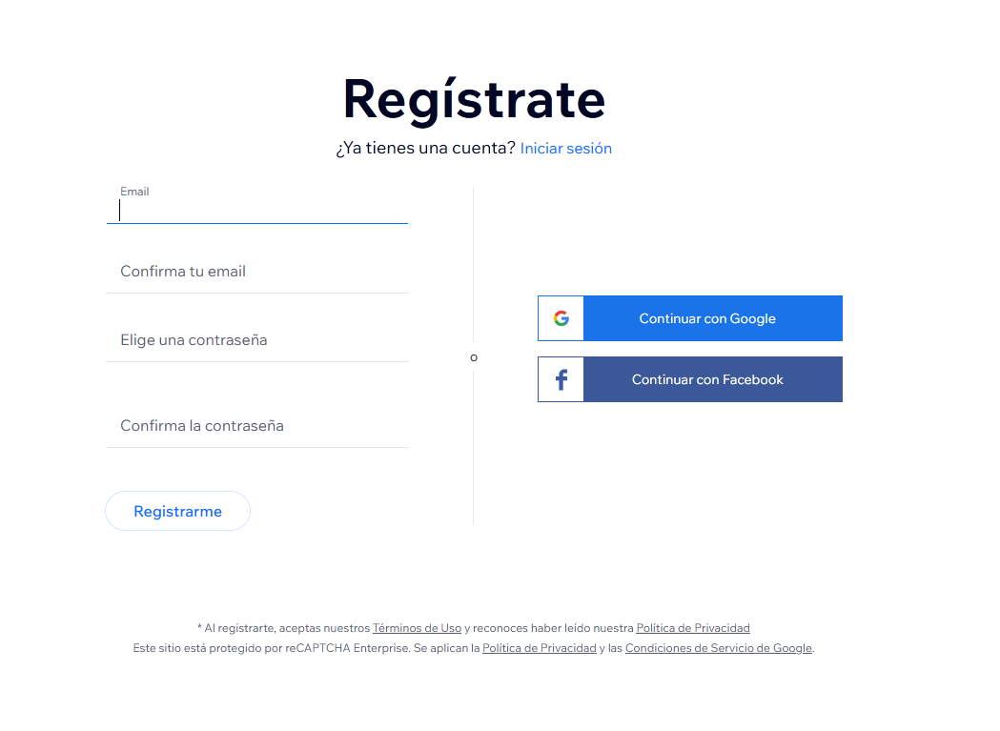 Regístrate
¿Ya tienes una cuenta? Iniciar sesión
Email
Confirma tu email
Elige una contraseña
Confirma la contraseña
Registrarme
o
Continuar con Google
Continuar con Facebook
* Al registrarte, aceptas nuestros Términos de Uso y reconoces haber leído nuestra Política de Privacidad
Este sitio está protegido por reCAPTCHA Enterprise. Se aplican la Política de Privacidad y las Condiciones de Servicio de Google.